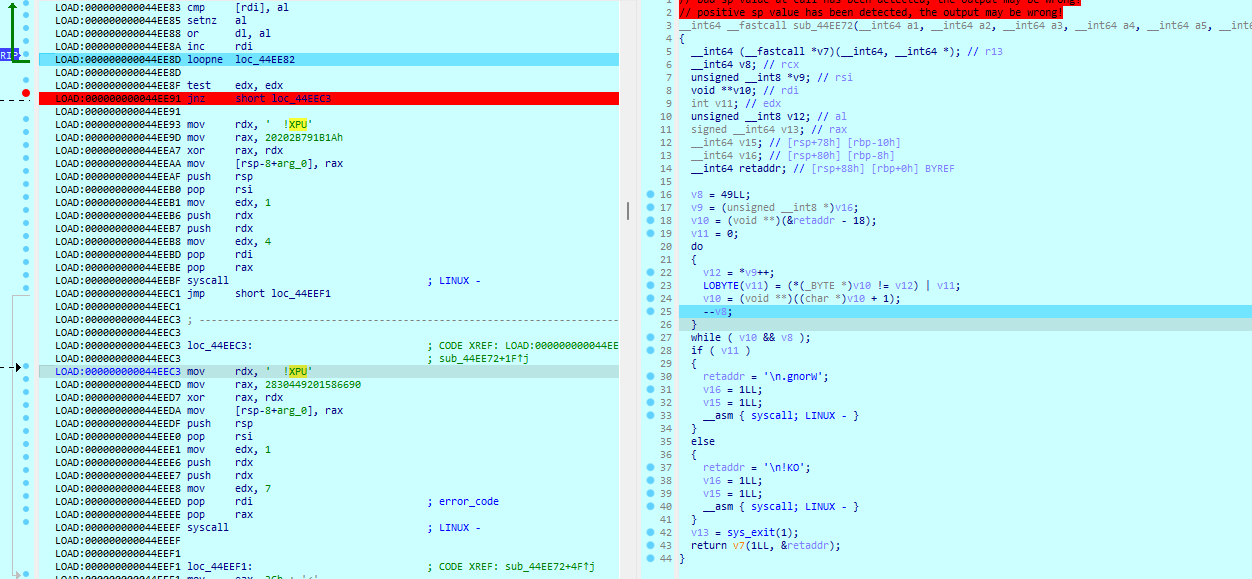 LOAD:000000000044EE83 cmp [rdi], al
LOAD:000000000044EE85 setnz al
LOAD:000000000044EE88 or dl, al
LOAD:000000000044EE8A inc rdi
RIP LOAD:000000000044EE8D loopne loc_44EE82
LOAD:000000000044EE8D
LOAD:000000000044EE8F test edx, edx
LOAD:000000000044EE91 jnz short loc_44EEC3
LOAD:000000000044EE91
LOAD:000000000044EE93 mov rdx, '  !XPU'
LOAD:000000000044EE9D mov rax, 20202B791B1Ah
LOAD:000000000044EEA7 xor rax, rdx
LOAD:000000000044EEAA mov [rsp-8+arg_0], rax
LOAD:000000000044EEAF push rsp
LOAD:000000000044EEB0 pop rsi
LOAD:000000000044EEB1 mov edx, 1
LOAD:000000000044EEB6 push rdx
LOAD:000000000044EEB7 push rdx
LOAD:000000000044EEB8 mov edx, 4
LOAD:000000000044EEBD pop rdi
LOAD:000000000044EEBE pop rax
LOAD:000000000044EEBF syscall ; LINUX -
LOAD:000000000044EEC1 jmp short loc_44EEF1
LOAD:000000000044EEC1
LOAD:000000000044EEC3 ; ---------------------------------------------------------------
LOAD:000000000044EEC3
LOAD:000000000044EEC3 loc_44EEC3: ; CODE XREF: LOAD:000000000044EE
LOAD:000000000044EEC3 ; sub_44EE72+1F↑j
LOAD:000000000044EEC3 mov rdx, '  !XPU'
LOAD:000000000044EECD mov rax, 2830449201586690
LOAD:000000000044EED7 xor rax, rdx
LOAD:000000000044EEDA mov [rsp-8+arg_0], rax
LOAD:000000000044EEDF push rsp
LOAD:000000000044EEE0 pop rsi
LOAD:000000000044EEE1 mov edx, 1
LOAD:000000000044EEE6 push rdx
LOAD:000000000044EEE7 push rdx
LOAD:000000000044EEE8 mov edx, 7
LOAD:000000000044EEED pop rdi ; error_code
LOAD:000000000044EEEE pop rax
LOAD:000000000044EEEF syscall ; LINUX -
LOAD:000000000044EEEF
LOAD:000000000044EEF1
LOAD:000000000044EEF1 loc_44EEF1: ; CODE XREF: sub_44EE72+4F↑j
1 // bad sp value at call has been detected, the output may be wrong!
2 // positive sp value has been detected, the output may be wrong!
3 __int64 __fastcall sub_44EE72(__int64 a1, __int64 a2, __int64 a3, __int64 a4, __int64 a5, __int6
4 {
5 __int64 (__fastcall *v7)(__int64, __int64 *); // r13
6 __int64 v8; // rcx
7 unsigned __int8 *v9; // rsi
8 void **v10; // rdi
9 int v11; // edx
10 unsigned __int8 v12; // al
11 signed __int64 v13; // rax
12 __int64 v15; // [rsp+78h] [rbp-10h]
13 __int64 v16; // [rsp+80h] [rbp-8h]
14 __int64 retaddr; // [rsp+88h] [rbp+0h] BYREF
15
16 v8 = 49LL;
17 v9 = (unsigned __int8 *)v16;
18 v10 = (void **)(&retaddr - 18);
19 v11 = 0;
20 do
21 {
22 v12 = *v9++;
23 LOBYTE(v11) = (*(_BYTE *)v10 != v12) | v11;
24 v10 = (void **)((char *)v10 + 1);
25 --v8;
26 }
27 while ( v10 && v8 );
28 if ( v11 )
29 {
30 retaddr = '\n.gnorW';
31 v16 = 1LL;
32 v15 = 1LL;
33 __asm { syscall; LINUX - }
34 }
35 else
36 {
37 retaddr = '\n!KO';
38 v16 = 1LL;
39 v15 = 1LL;
40 __asm { syscall; LINUX - }
41 }
42 v13 = sys_exit(1);
43 return v7(1LL, &retaddr);
44 }